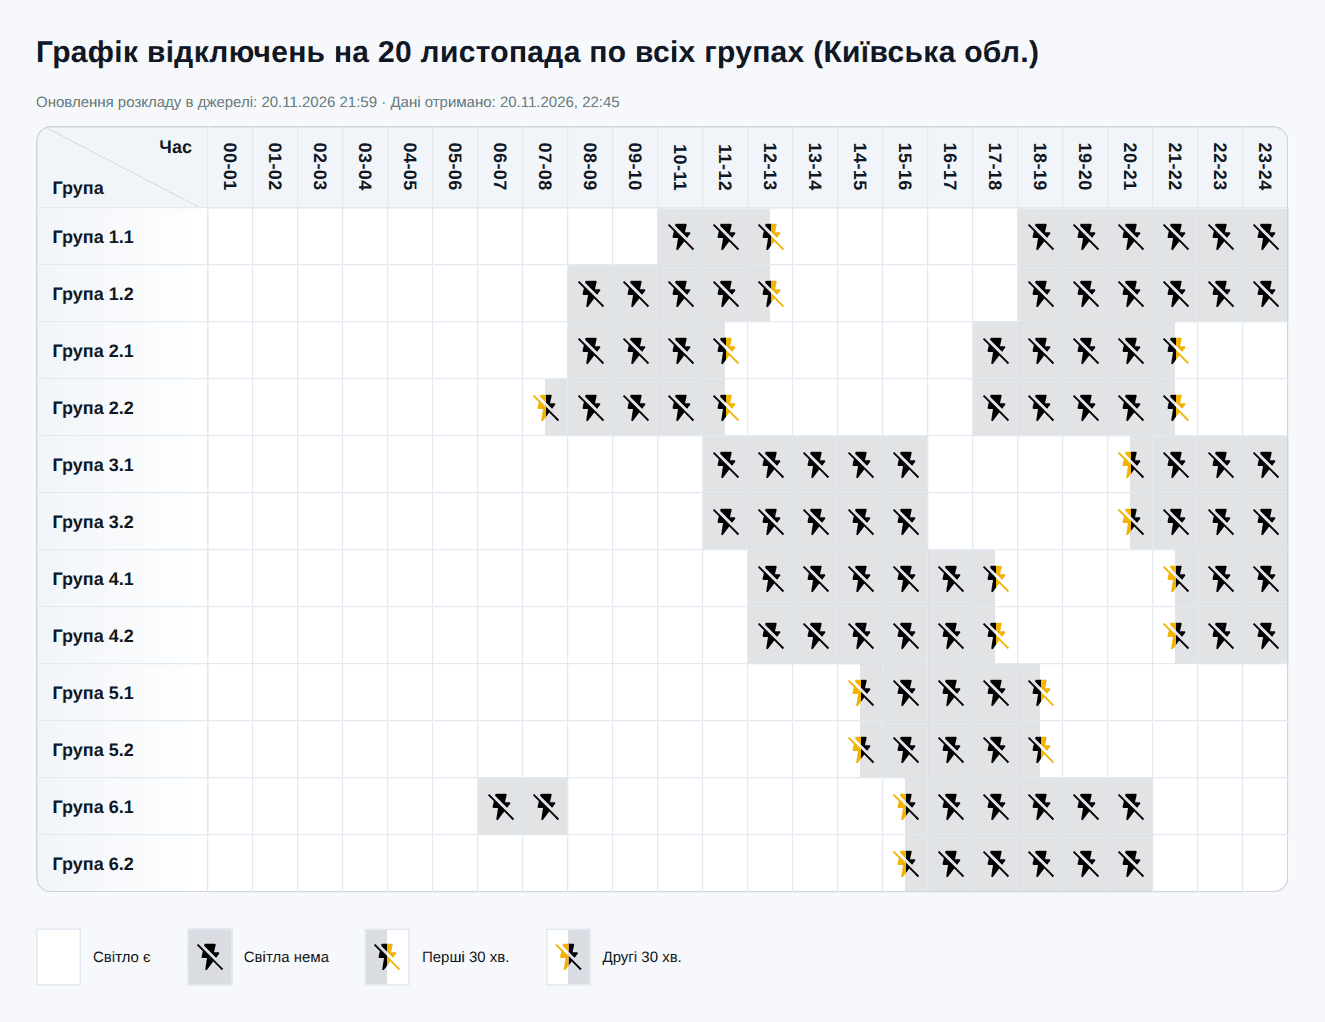 Графік відключень на 20 листопада по всіх групах (Київська обл.)
Оновлення розкладу в джерелі: 20.11.2026 21:59 · Дані отримано: 20.11.2026, 22:45
Час
Група
00-01 01-02 02-03 03-04 04-05 05-06 06-07 07-08 08-09 09-10 10-11 11-12 12-13 13-14 14-15 15-16 16-17 17-18 18-19 19-20 20-21 21-22 22-23 23-24
Група 1.1
Група 1.2
Група 2.1
Група 2.2
Група 3.1
Група 3.2
Група 4.1
Група 4.2
Група 5.1
Група 5.2
Група 6.1
Група 6.2
Світло є Світла нема Перші 30 хв. Другі 30 хв.